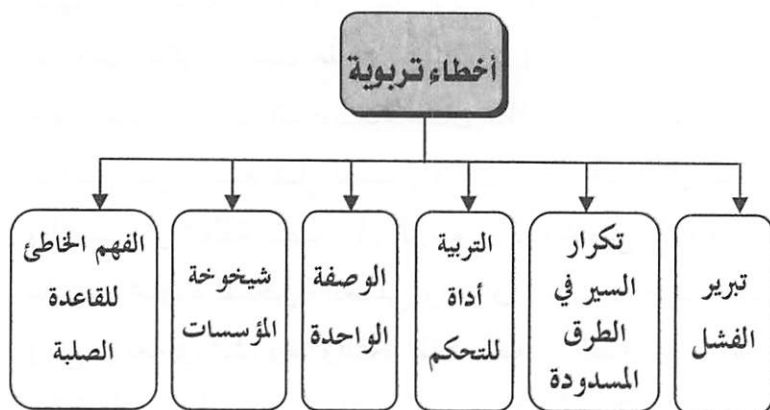 أخطاء تربوية
تبرير
الفشل
تكرار
السير في
الطرق
المسدودة
التربية
أداة
للتحكم
الوصفة
الواحدة
شيخوخة
المؤسسات
الفهم الخاطئ
للقاعدة
الصلبة